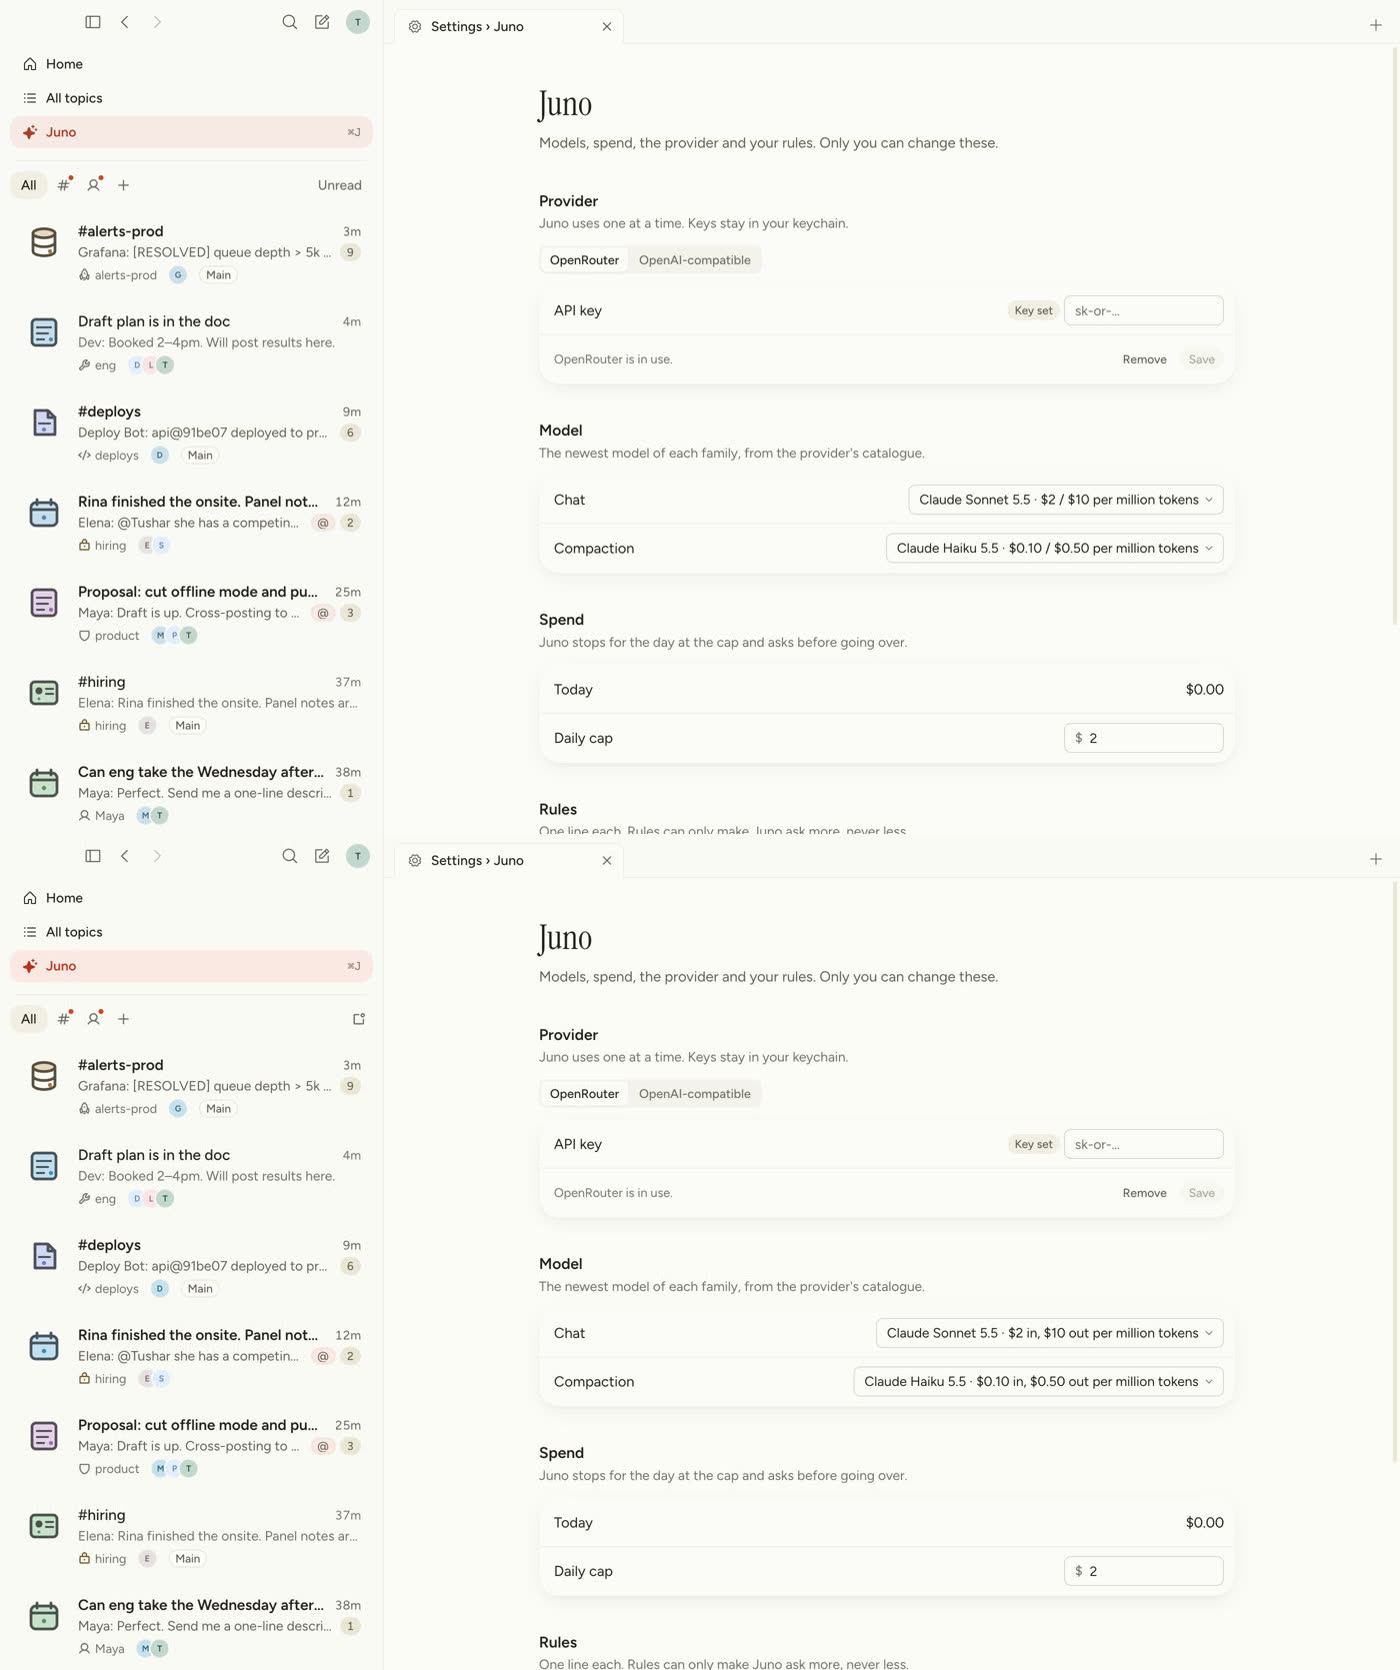 T
Settings › Juno
Home
All topics
Juno
⌘J
All
Unread
#alerts-prod
3m
Grafana: [RESOLVED] queue depth > 5k ...
9
alerts-prod
G
Main
Draft plan is in the doc
4m
Dev: Booked 2–4pm. Will post results here.
eng
D
L
T
#deploys
9m
Deploy Bot: api@91be07 deployed to pr...
6
deploys
D
Main
Rina finished the onsite. Panel not...
12m
Elena: @Tushar she has a competin...
@
2
hiring
E
S
Proposal: cut offline mode and pu...
25m
Maya: Draft is up. Cross-posting to ...
@
3
product
M
P
T
#hiring
37m
Elena: Rina finished the onsite. Panel notes ar...
hiring
E
Main
Can eng take the Wednesday after...
38m
Maya: Perfect. Send me a one-line descri...
1
Maya
M
T
Juno
Models, spend, the provider and your rules. Only you can change these.
Provider
Juno uses one at a time. Keys stay in your keychain.
OpenRouter
OpenAI-compatible
API key
Key set
sk-or-...
OpenRouter is in use.
Remove
Save
Model
The newest model of each family, from the provider's catalogue.
Chat
Claude Sonnet 5.5 · $2 / $10 per million tokens
Compaction
Claude Haiku 5.5 · $0.10 / $0.50 per million tokens
Spend
Juno stops for the day at the cap and asks before going over.
Today
$0.00
Daily cap
$ 2
Rules
One line each. Rules can only make Juno ask more, never less.
T
Settings › Juno
Home
All topics
Juno
⌘J
All
#alerts-prod
3m
Grafana: [RESOLVED] queue depth > 5k ...
9
alerts-prod
G
Main
Draft plan is in the doc
4m
Dev: Booked 2–4pm. Will post results here.
eng
D
L
T
#deploys
9m
Deploy Bot: api@91be07 deployed to pr...
6
deploys
D
Main
Rina finished the onsite. Panel not...
12m
Elena: @Tushar she has a competin...
@
2
hiring
E
S
Proposal: cut offline mode and pu...
25m
Maya: Draft is up. Cross-posting to ...
@
3
product
M
P
T
#hiring
37m
Elena: Rina finished the onsite. Panel notes ar...
hiring
E
Main
Can eng take the Wednesday after...
38m
Maya: Perfect. Send me a one-line descri...
1
Maya
M
T
Juno
Models, spend, the provider and your rules. Only you can change these.
Provider
Juno uses one at a time. Keys stay in your keychain.
OpenRouter
OpenAI-compatible
API key
Key set
sk-or-...
OpenRouter is in use.
Remove
Save
Model
The newest model of each family, from the provider's catalogue.
Chat
Claude Sonnet 5.5 · $2 in, $10 out per million tokens
Compaction
Claude Haiku 5.5 · $0.10 in, $0.50 out per million tokens
Spend
Juno stops for the day at the cap and asks before going over.
Today
$0.00
Daily cap
$ 2
Rules
One line each. Rules can only make Juno ask more, never less.